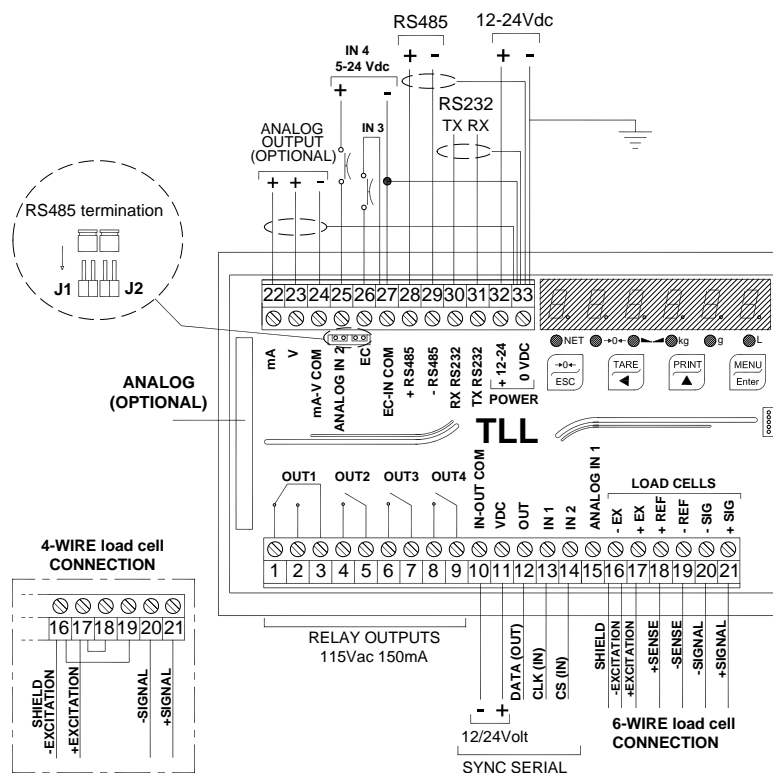 RS485
12-24Vdc
+ - + -
IN 4
5-24 Vdc
+ -
RS232
TX RX
IN 3
ANALOG
OUTPUT
(OPTIONAL)
+ + -
RS485 termination
J1 J2
22 23 24 25 26 27 28 29 30 31 32 33
NET →0← kg g L
mA
V
mA-V COM
ANALOG IN 2
EC
EC-IN COM
+ RS485
- RS485
RX RS232
TX RS232
+ 12-24
0 VDC
POWER
→0←
ESC
TARE
PRINT
MENU
Enter
ANALOG
(OPTIONAL)
TLL
OUT1 OUT2 OUT3 OUT4
IN-OUT COM
VDC
OUT
IN 1
IN 2
ANALOG IN 1
LOAD CELLS
- EX
+ EX
+ REF
- REF
- SIG
+ SIG
1 2 3 4 5 6 7 8 9 10 11 12 13 14 15 16 17 18 19 20 21
4-WIRE load cell
CONNECTION
16 17 18 19 20 21
SHIELD
-EXCITATION
+EXCITATION
-SIGNAL
+SIGNAL
RELAY OUTPUTS
115Vac 150mA
DATA (OUT)
CLK (IN)
CS (IN)
- +
12/24Volt
SYNC SERIAL
SHIELD
-EXCITATION
+EXCITATION
+SENSE
-SENSE
-SIGNAL
+SIGNAL
6-WIRE load cell
CONNECTION